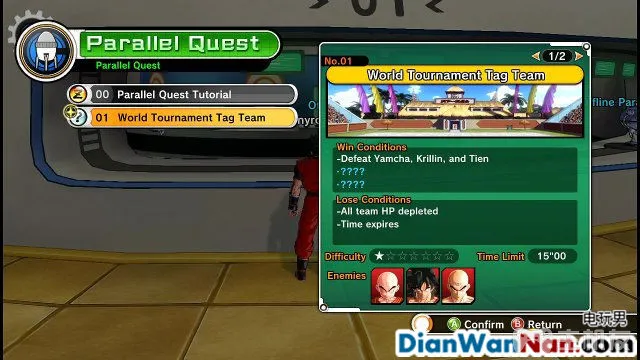 Parallel Quest
Parallel Quest
00 Parallel Quest Tutorial
01 World Tournament Tag Team
No.01
1/2
World Tournament Tag Team
Win Conditions
-Defeat Yamcha, Krillin, and Tien
-????
-????
Lose Conditions
-All team HP depleted
-Time expires
Difficulty ★☆☆☆☆☆☆
Time Limit 15"00
Enemies
A Confirm B Return
电玩男
DianWanNan.com